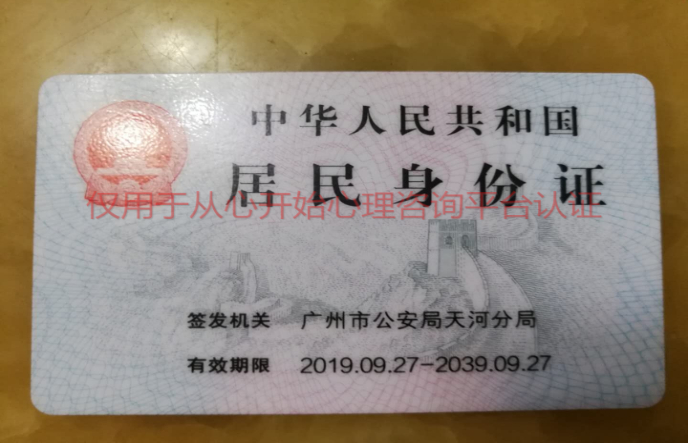 中华人民共和国
居民身份证
仅用于从心开始心理咨询平台认证
签发机关 广州市公安局天河分局
有效期限 2019.09.27-2039.09.27